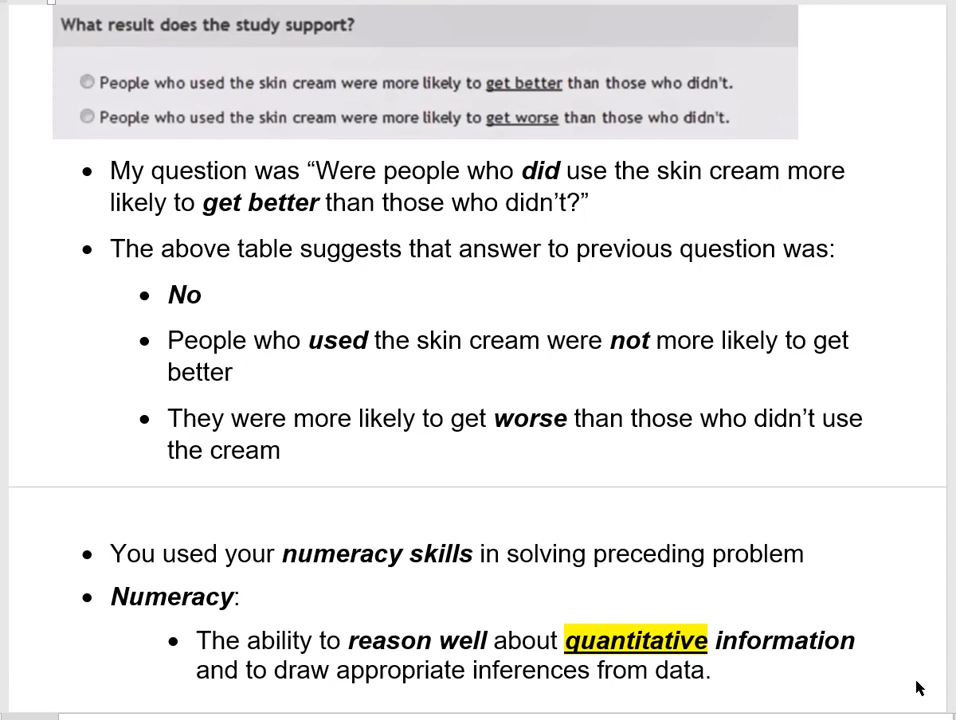 What result does the study support?
People who used the skin cream were more likely to get better than those who didn't.
People who used the skin cream were more likely to get worse than those who didn't.
• My question was “Were people who did use the skin cream more
likely to get better than those who didn’t?”
• The above table suggests that answer to previous question was:
• No
• People who used the skin cream were not more likely to get
better
• They were more likely to get worse than those who didn’t use
the cream
• You used your numeracy skills in solving preceding problem
• Numeracy:
• The ability to reason well about quantitative information
and to draw appropriate inferences from data.